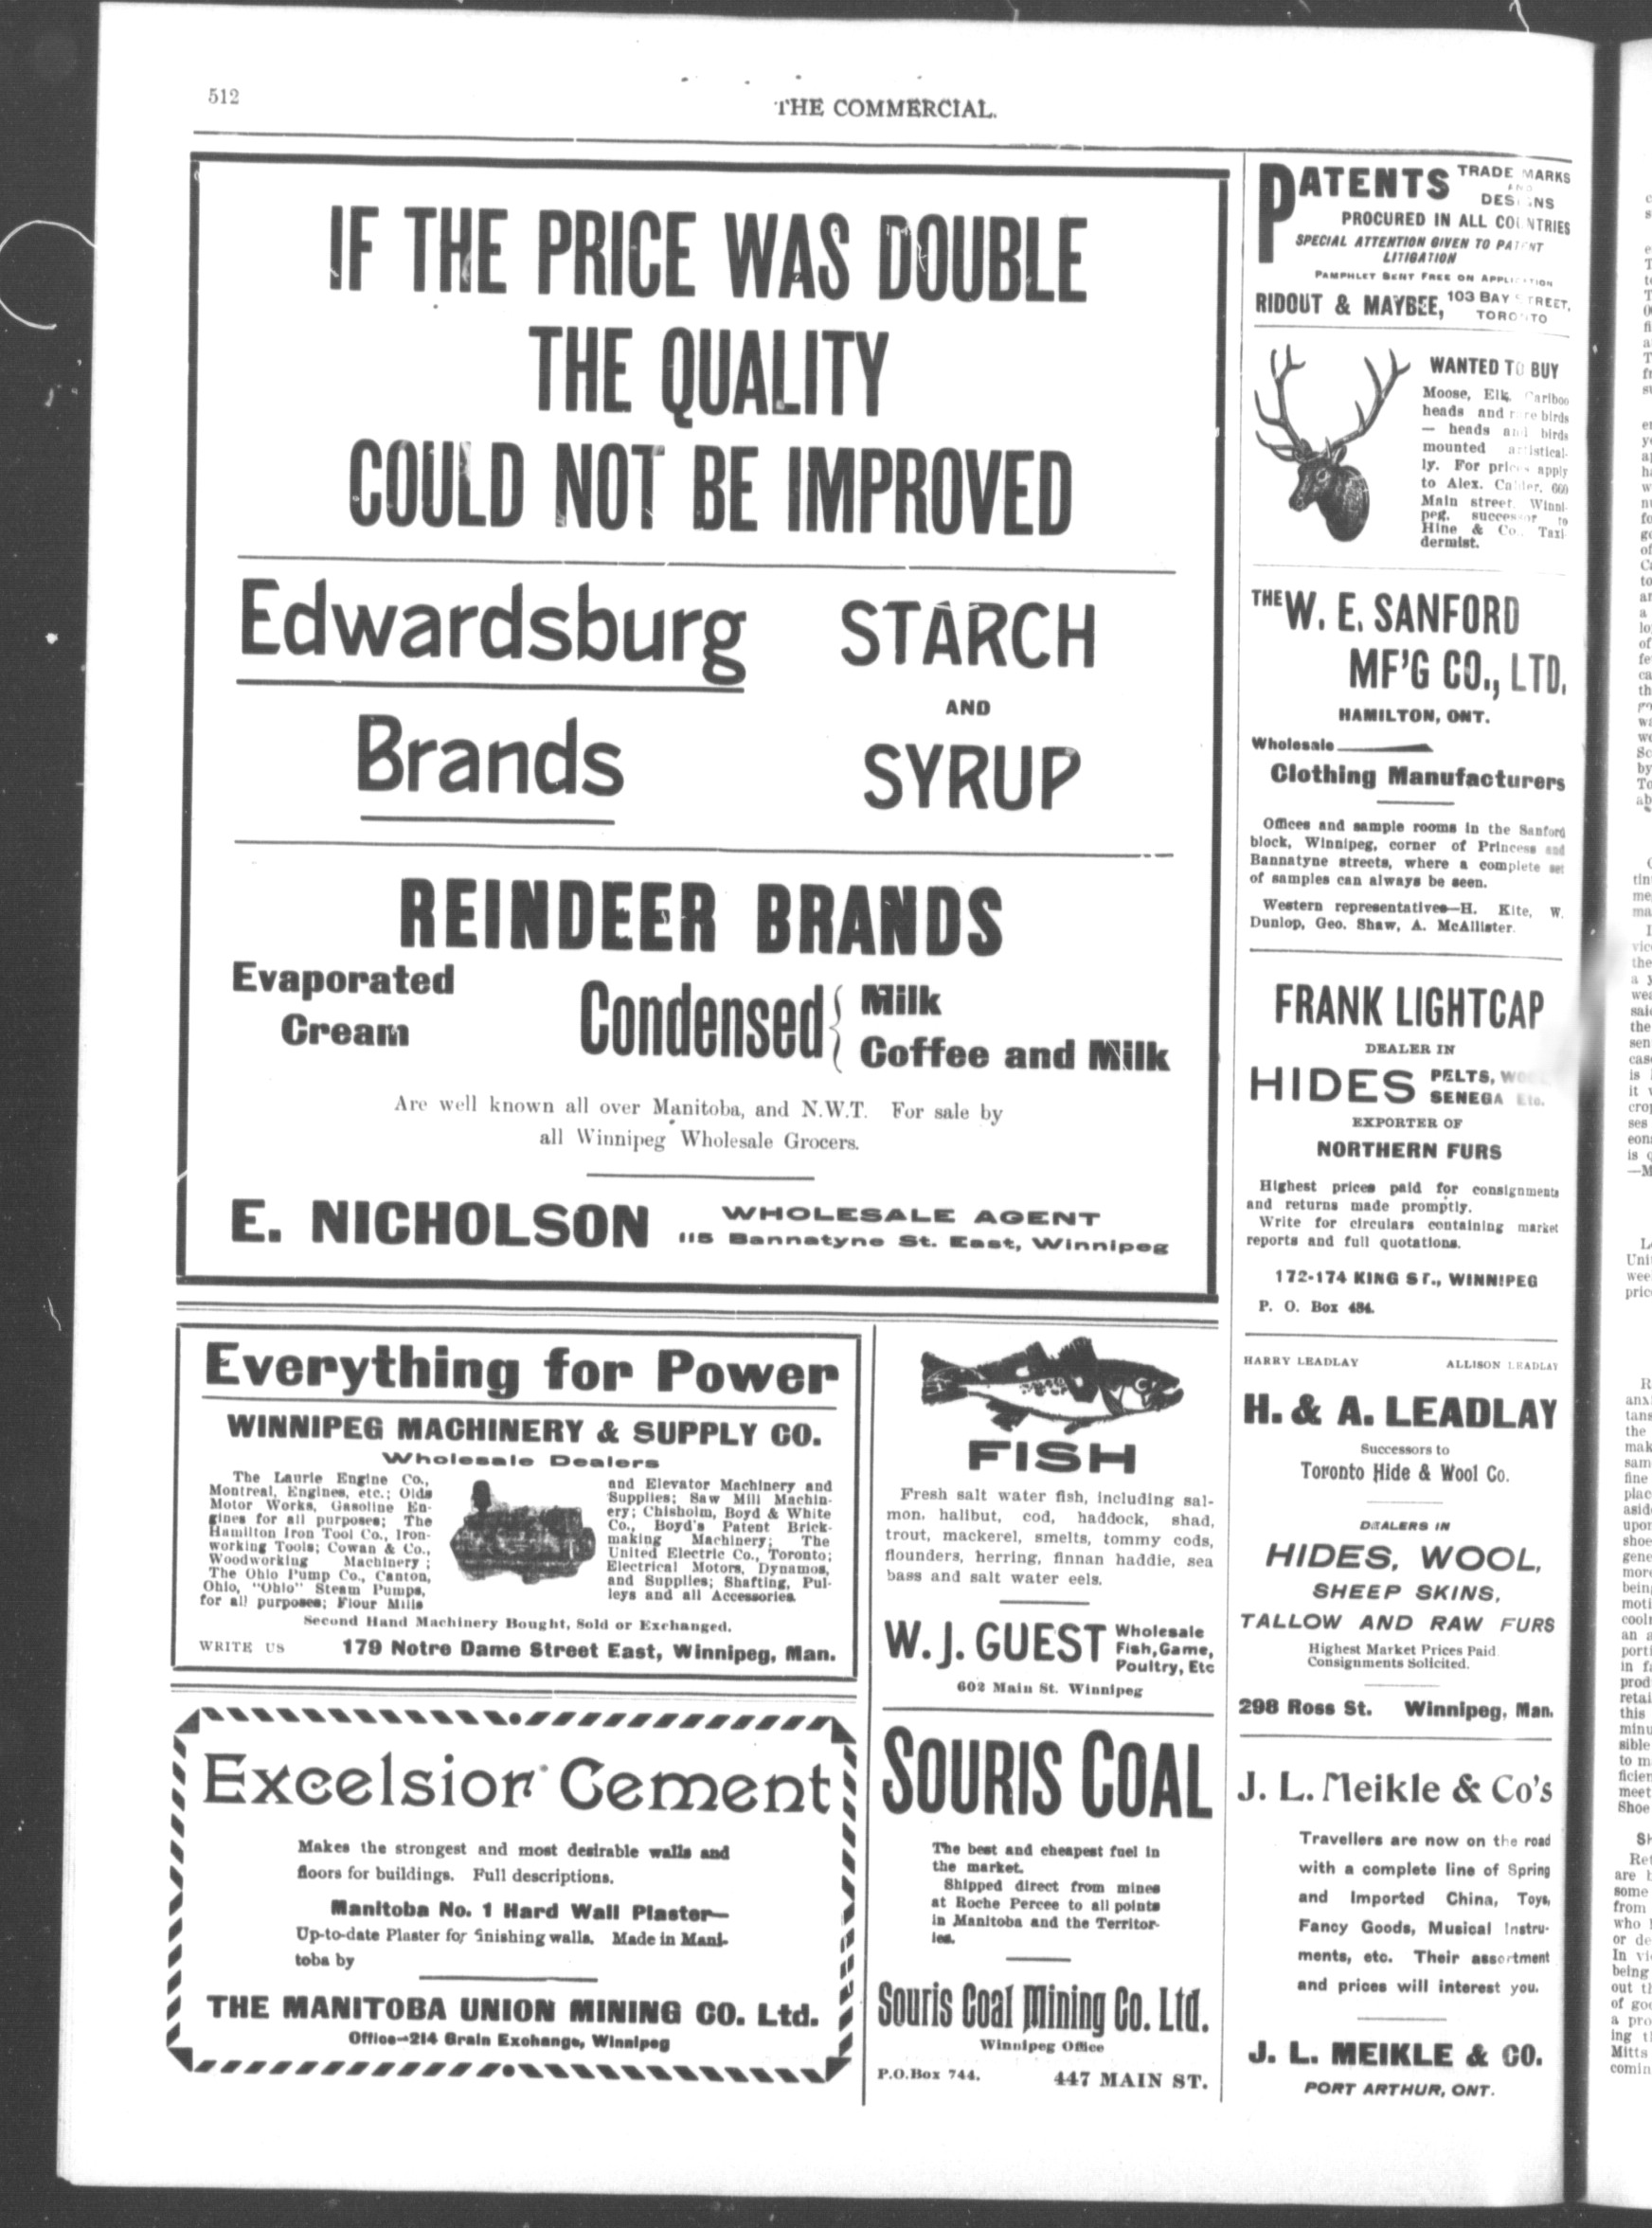 512
THE COMMERCIAL.
IF THE PRICE WAS DOUBLE
THE QUALITY
COULD NOT BE IMPROVED
Edwardsburg
Brands
STARCH
AND
SYRUP
REINDEER BRANDS
Evaporated
Cream
Condensed
Milk
Coffee and Milk
Are well known all over Manitoba, and N.W.T. For sale by
all Winnipeg Wholesale Grocers.
E. NICHOLSON
WHOLESALE AGENT
115 Bannatyne St. East, Winnipeg
Everything for Power
WINNIPEG MACHINERY & SUPPLY CO.
Wholesale Dealers
The Laurie Engine Co.,
Montreal, Engines, etc.; Olds
Motor Works, Gasoline En-
gines for all purposes; The
Hamilton Iron Tool Co., Iron-
working Tools; Cowan & Co.,
Woodworking Machinery;
The Ohio Pump Co., Canton,
Ohio, "Ohio" Steam Pumps,
for all purposes; Flour Mills
and Elevator Machinery and
Supplies; Saw Mill Machin-
ery; Chisholm, Boyd & White
Co., Boyd's Patent Brick-
making Machinery; The
United Electric Co., Toronto;
Electrical Motors, Dynamos,
and Supplies; Shafting, Pul-
leys and all Accessories.
Second Hand Machinery Bought, Sold or Exchanged.
WRITE US 179 Notre Dame Street East, Winnipeg, Man.
Excelsior Cement
Makes the strongest and most desirable walls and
floors for buildings. Full descriptions.
Manitoba No. 1 Hard Wall Plaster—
Up-to-date Plaster for finishing walls. Made in Mani-
toba by
THE MANITOBA UNION MINING CO. Ltd.
Office—214 Grain Exchange, Winnipeg
FISH
Fresh salt water fish, including sal-
mon, halibut, cod, haddock, shad,
trout, mackerel, smelts, tommy cods,
flounders, herring, finnan haddie, sea
bass and salt water eels.
W. J. GUEST
Wholesale
Fish, Game,
Poultry, Etc
602 Main St. Winnipeg
SOURIS COAL
The best and cheapest fuel in
the market.
Shipped direct from mines
at Roche Percee to all points
in Manitoba and the Territor-
ies.
Souris Coal Mining Co. Ltd.
Winnipeg Office
P.O.Box 744. 447 MAIN ST.
PATENTS
TRADE MARKS
AND
DESIGNS
PROCURED IN ALL COUNTRIES
SPECIAL ATTENTION GIVEN TO PATENT
LITIGATION
PAMPHLET SENT FREE ON APPLICATION
RIDOUT & MAYBEE, 103 BAY STREET,
TORONTO
WANTED TO BUY
Moose, Elk, Cariboo
heads and rare birds
— heads and birds
mounted artistical-
ly. For prices apply
to Alex. Calder, 660
Main street, Winni-
peg, successor to
Hine & Co., Taxi-
dermist.
THE W. E. SANFORD
MF'G CO., LTD.
HAMILTON, ONT.
Wholesale
Clothing Manufacturers
Offices and sample rooms in the Sanford
block, Winnipeg, corner of Princess and
Bannatyne streets, where a complete set
of samples can always be seen.
Western representatives—H. Kite, W.
Dunlop, Geo. Shaw, A. McAllister.
FRANK LIGHTCAP
DEALER IN
HIDES
PELTS,
SENEGA Etc.
EXPORTER OF
NORTHERN FURS
Highest prices paid for consignments
and returns made promptly.
Write for circulars containing market
reports and full quotations.
172-174 KING ST., WINNIPEG
P. O. Box 484.
HARRY LEADLAY ALLISON LEADLAY
H. & A. LEADLAY
Successors to
Toronto Hide & Wool Co.
DEALERS IN
HIDES, WOOL,
SHEEP SKINS,
TALLOW AND RAW FURS
Highest Market Prices Paid.
Consignments Solicited.
298 Ross St. Winnipeg, Man.
J. L. Meikle & Co's
Travellers are now on the road
with a complete line of Spring
and Imported China, Toys,
Fancy Goods, Musical Instru-
ments, etc. Their assortment
and prices will interest you.
J. L. MEIKLE & CO.
PORT ARTHUR, ONT.